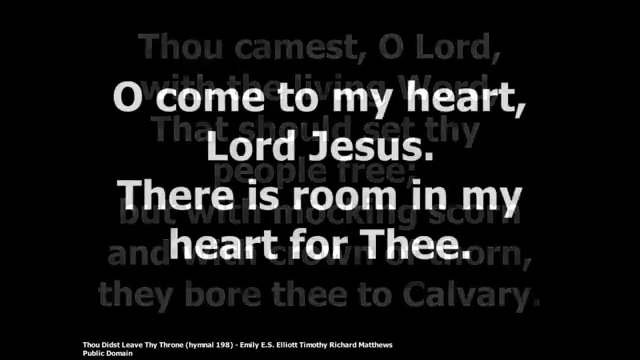 Thou camest, O Lord,
with the living Word,
That should set thy
people free;
but with mocking scorn
and with crown of thorn,
they bore thee to Calvary.
O come to my heart,
Lord Jesus.
There is room in my
heart for Thee.
Thou Didst Leave Thy Throne (hymnal 198) - Emily E.S. Elliott Timothy Richard Matthews
Public Domain